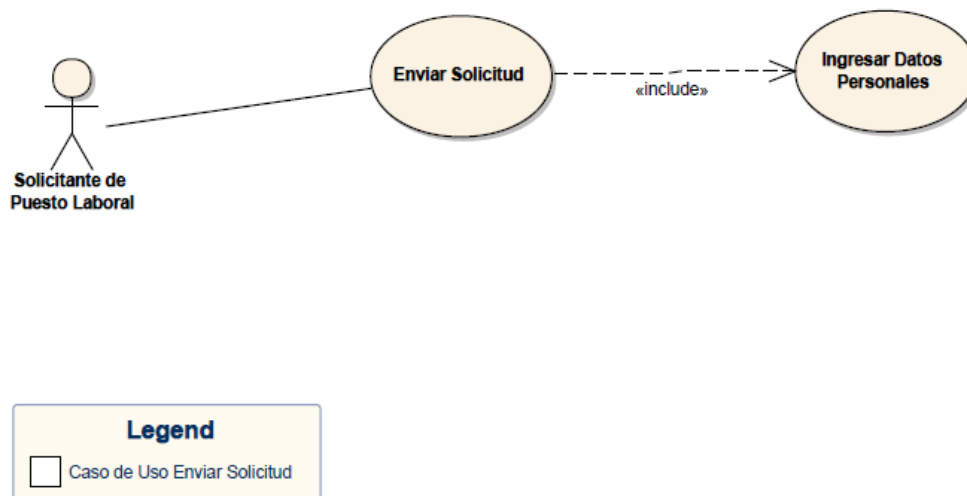 Enviar Solicitud
«include»
Ingresar Datos
Personales
Solicitante de
Puesto Laboral
Legend
Caso de Uso Enviar Solicitud